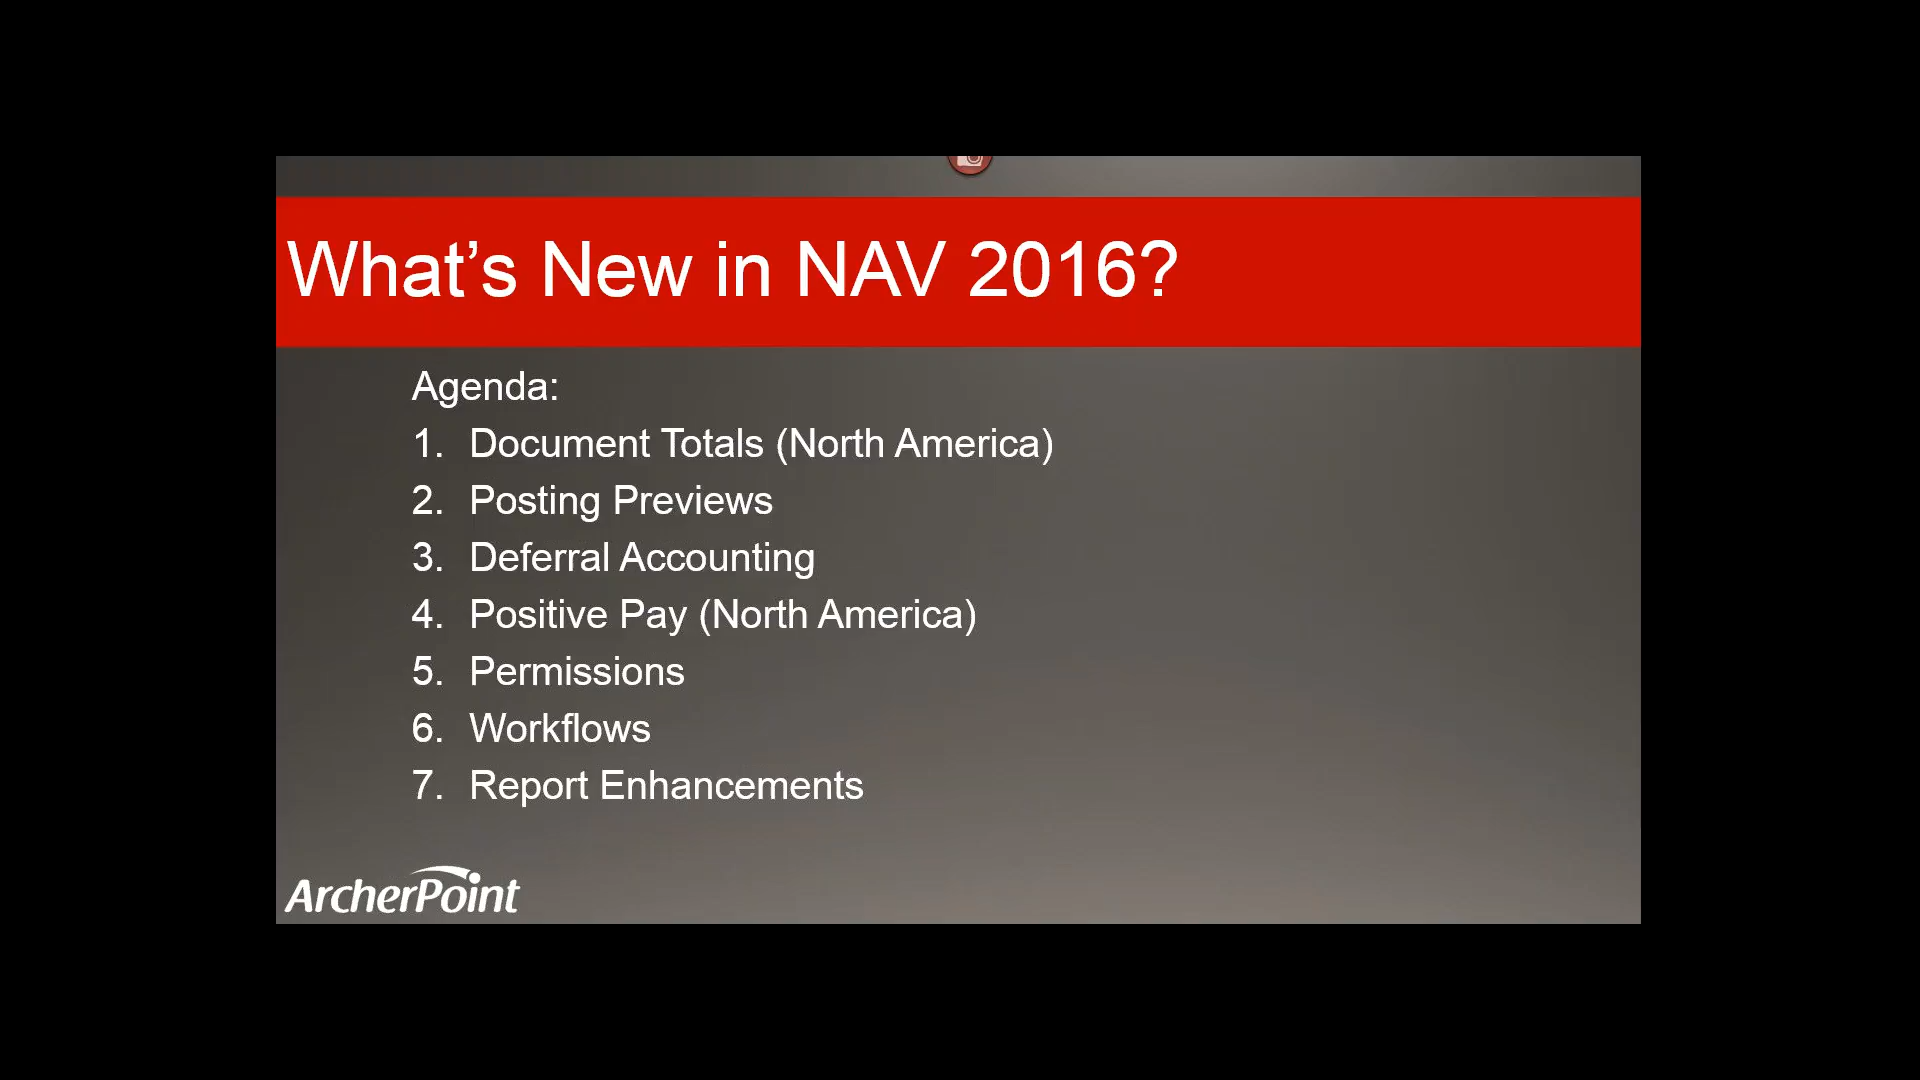 What’s New in NAV 2016?
Agenda:
1. Document Totals (North America)
2. Posting Previews
3. Deferral Accounting
4. Positive Pay (North America)
5. Permissions
6. Workflows
7. Report Enhancements
ArcherPoint